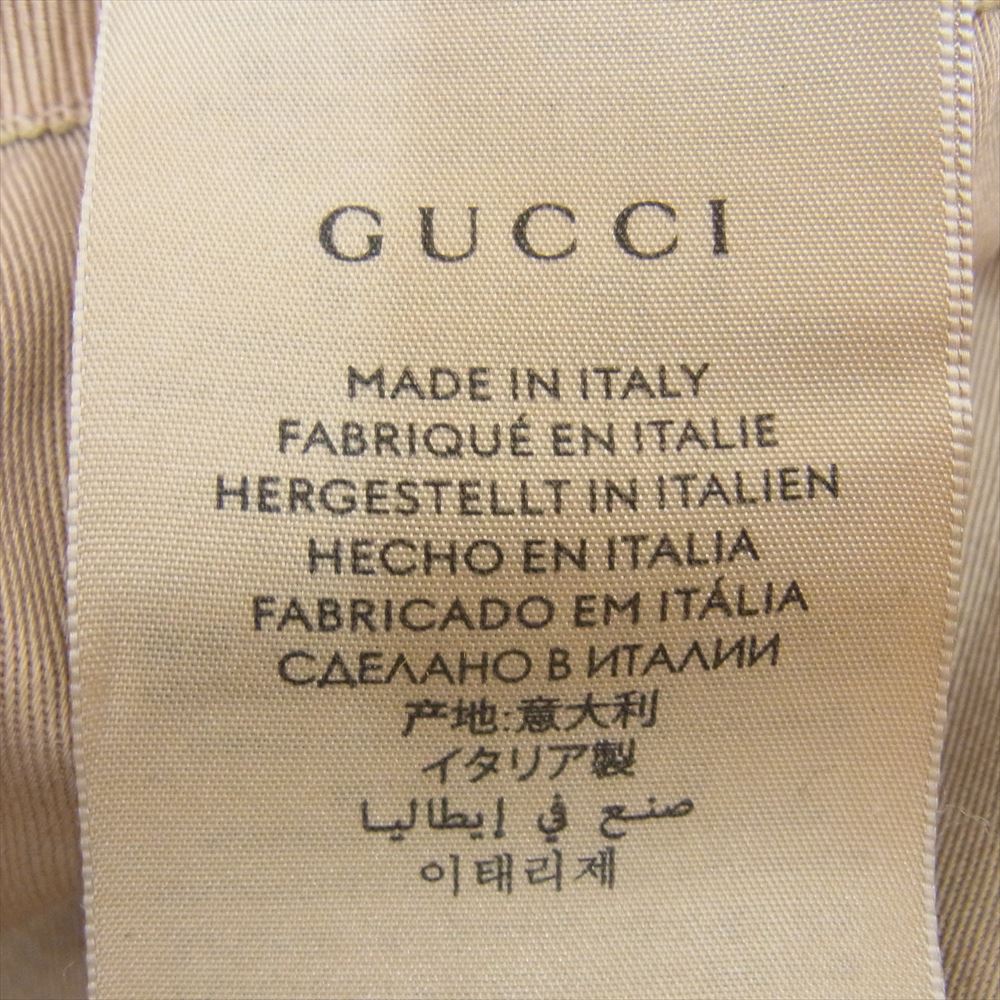 GUCCI
MADE IN ITALY
FABRIQUÉ EN ITALIE
HERGESTELLT IN ITALIEN
HECHO EN ITALIA
FABRICADO EM ITÁLIA
СДЕЛАНО В ИТАЛИИ
产地:意大利
イタリア製
صنع في إيطاليا
이태리제